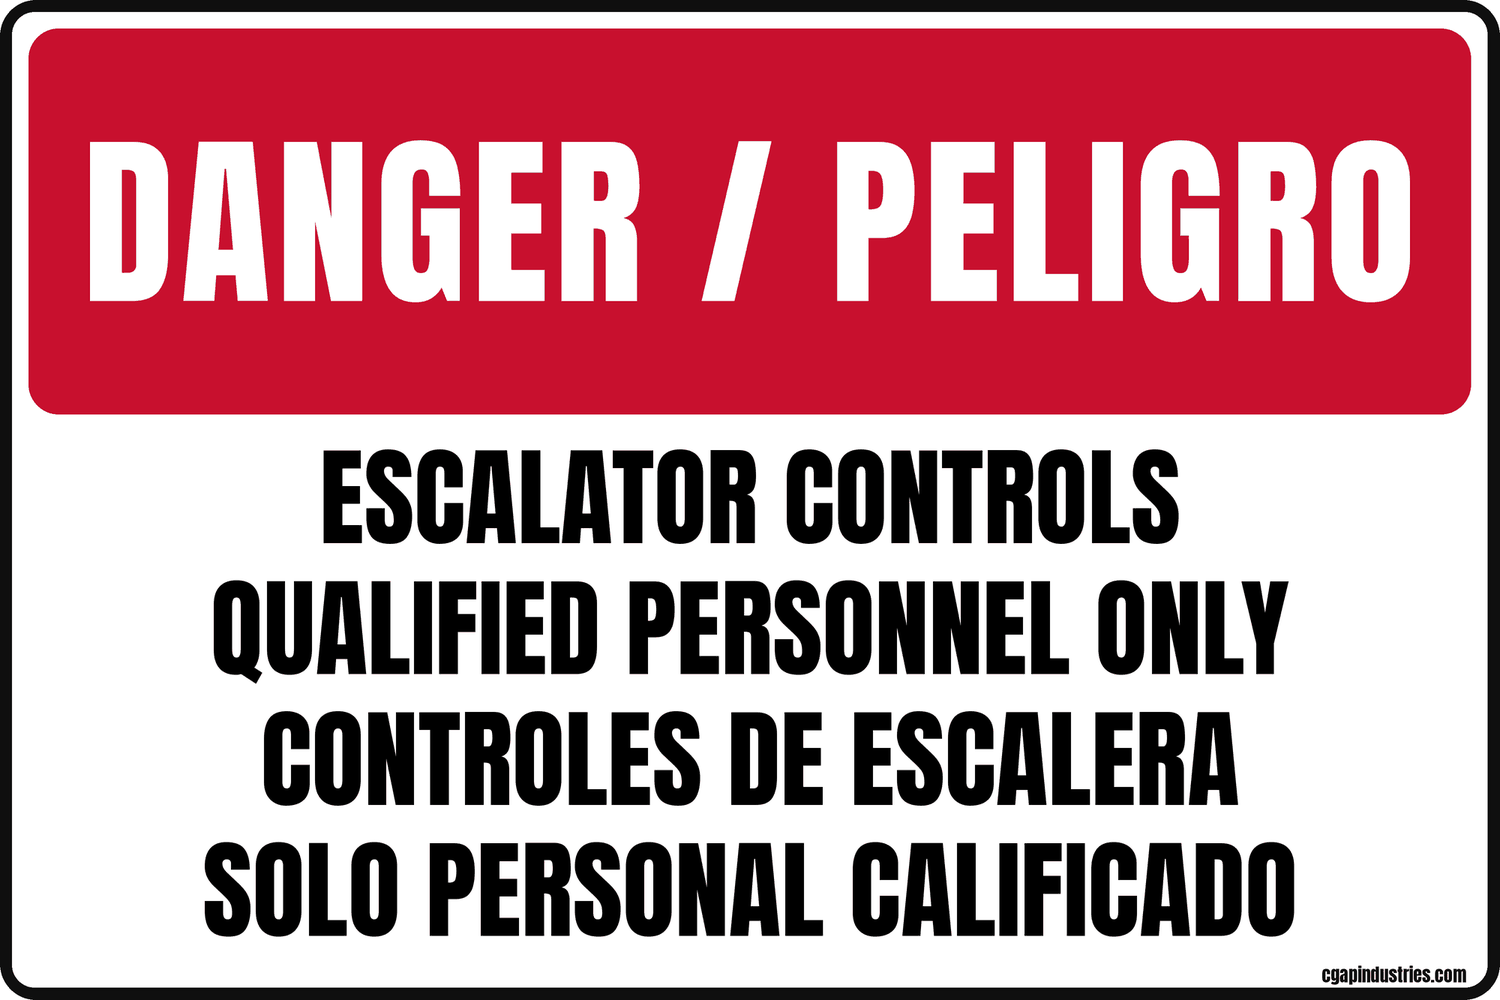 DANGER / PELIGRO
ESCALATOR CONTROLS
QUALIFIED PERSONNEL ONLY
CONTROLES DE ESCALERA
SOLO PERSONAL CALIFICADO
cgapindustries.com